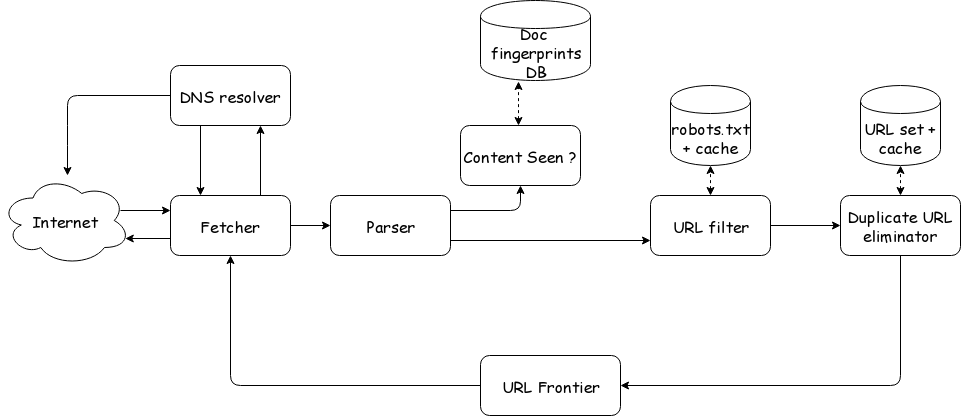 Doc
fingerprints
DB
DNS resolver
robots.txt
+ cache
URL set +
cache
Content Seen ?
Internet
Fetcher
Parser
URL filter
Duplicate URL
eliminator
URL Frontier